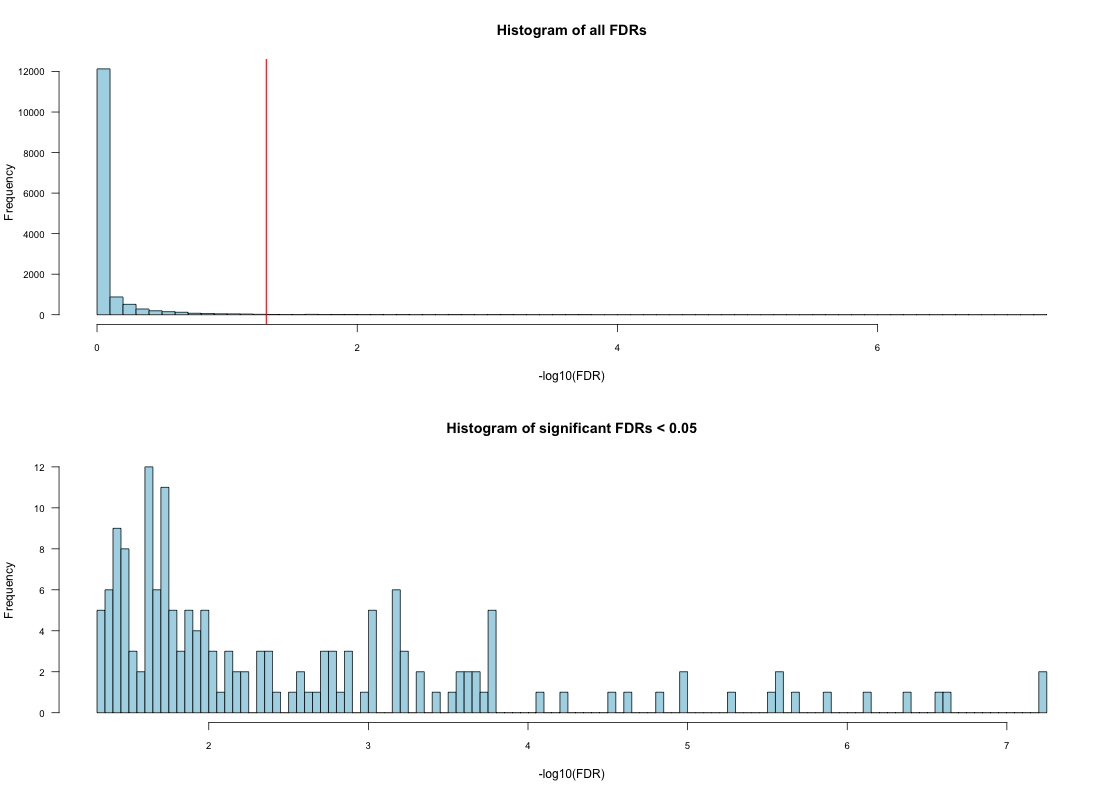 Histogram of all FDRs
12000
10000
8000
6000
4000
2000
0
Frequency
0 2 4 6
-log10(FDR)
Histogram of significant FDRs < 0.05
12
10
8
6
4
2
0
Frequency
2 3 4 5 6 7
-log10(FDR)